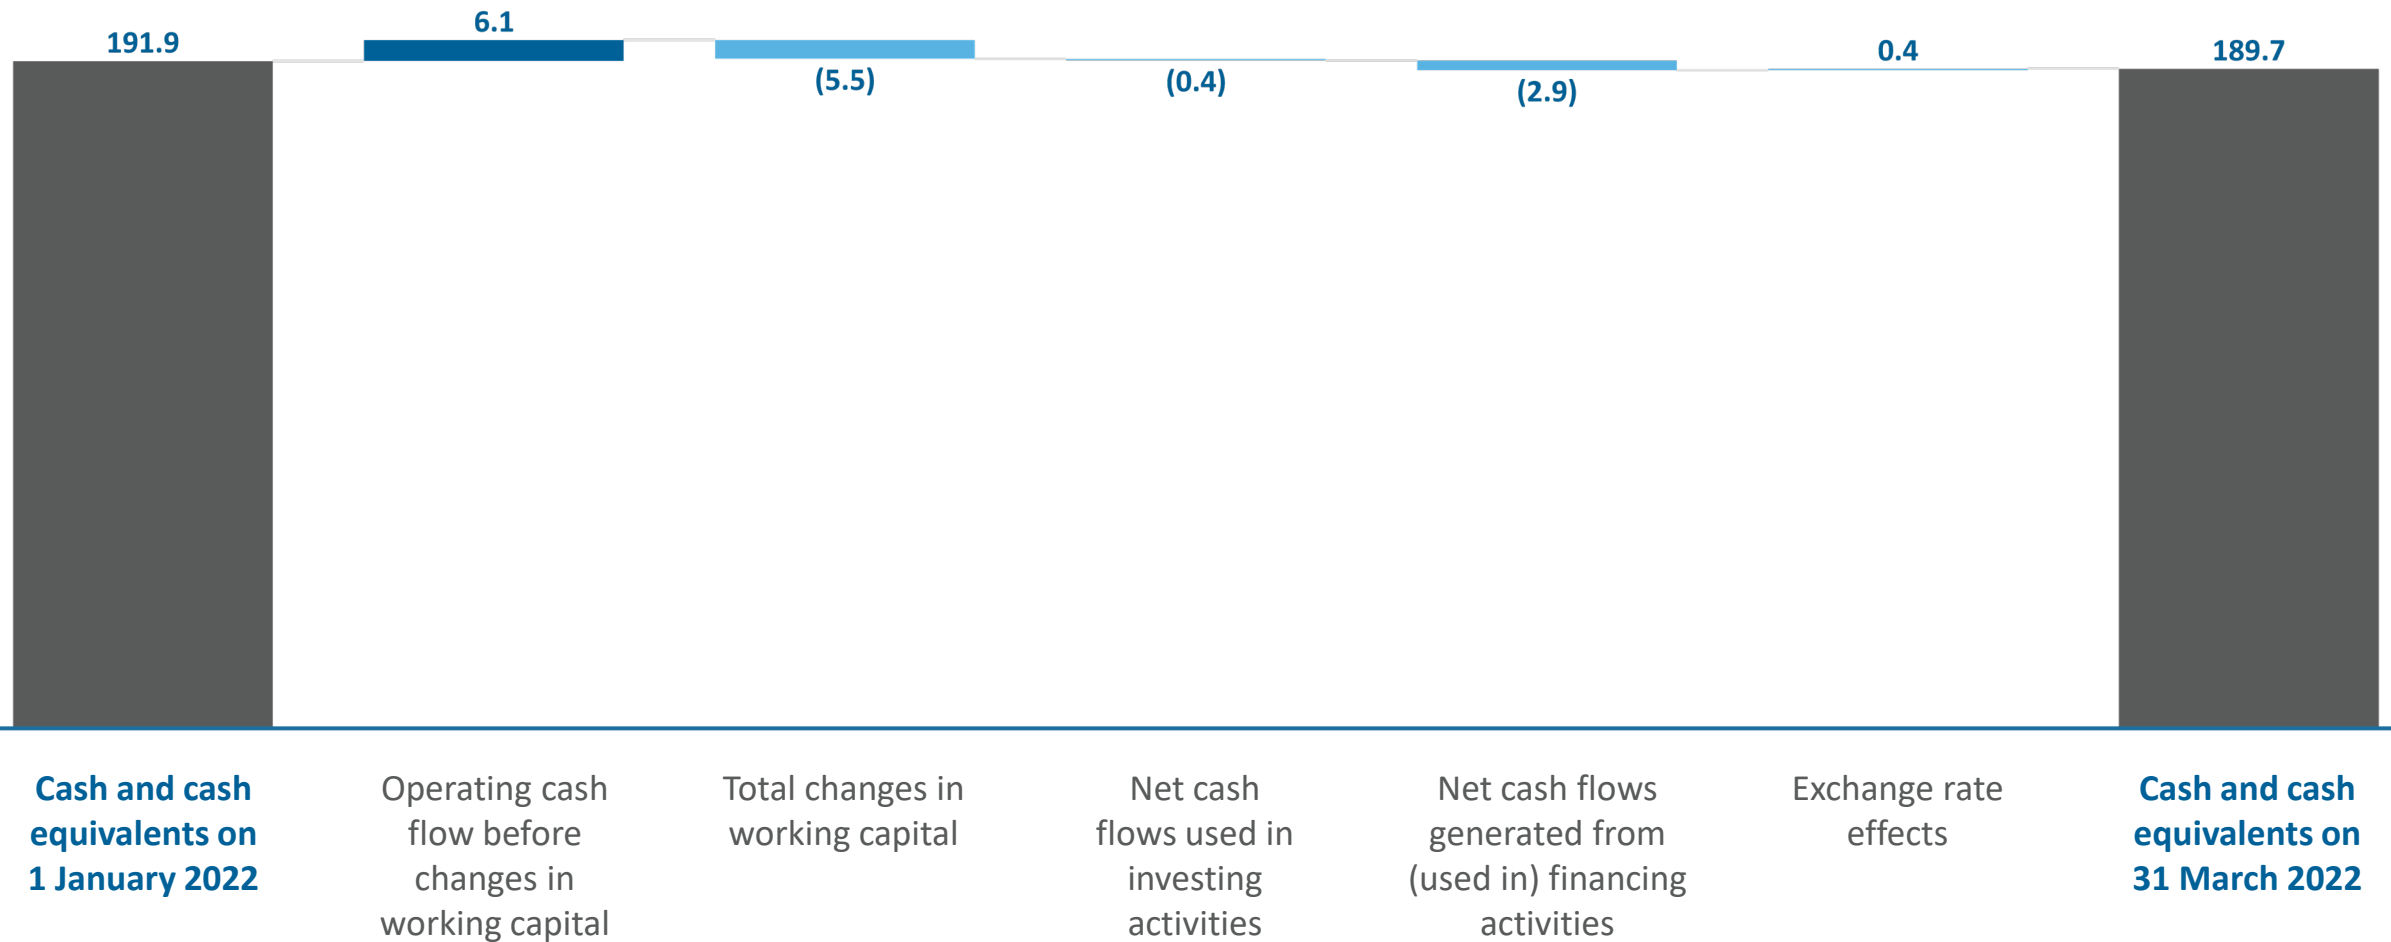 191.9
6.1
(5.5)
(0.4)
(2.9)
0.4
189.7
Cash and cash
equivalents on
1 January 2022
Operating cash
flow before
changes in
working capital
Total changes in
working capital
Net cash
flows used in
investing
activities
Net cash flows
generated from
(used in) financing
activities
Exchange rate
effects
Cash and cash
equivalents on
31 March 2022